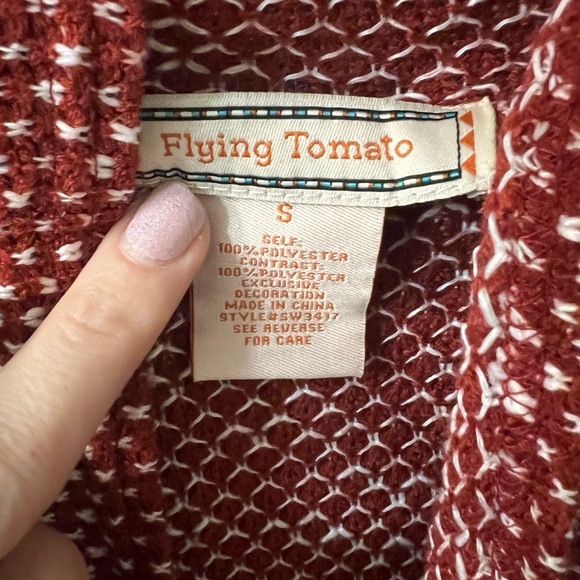 Flying Tomato
S
SELF:
100%POLYESTER
CONTRAST:
100%POLYESTER
EXCLUSIVE
DECORATION
MADE IN CHINA
STYLE#SW3417
SEE REVERSE
FOR CARE